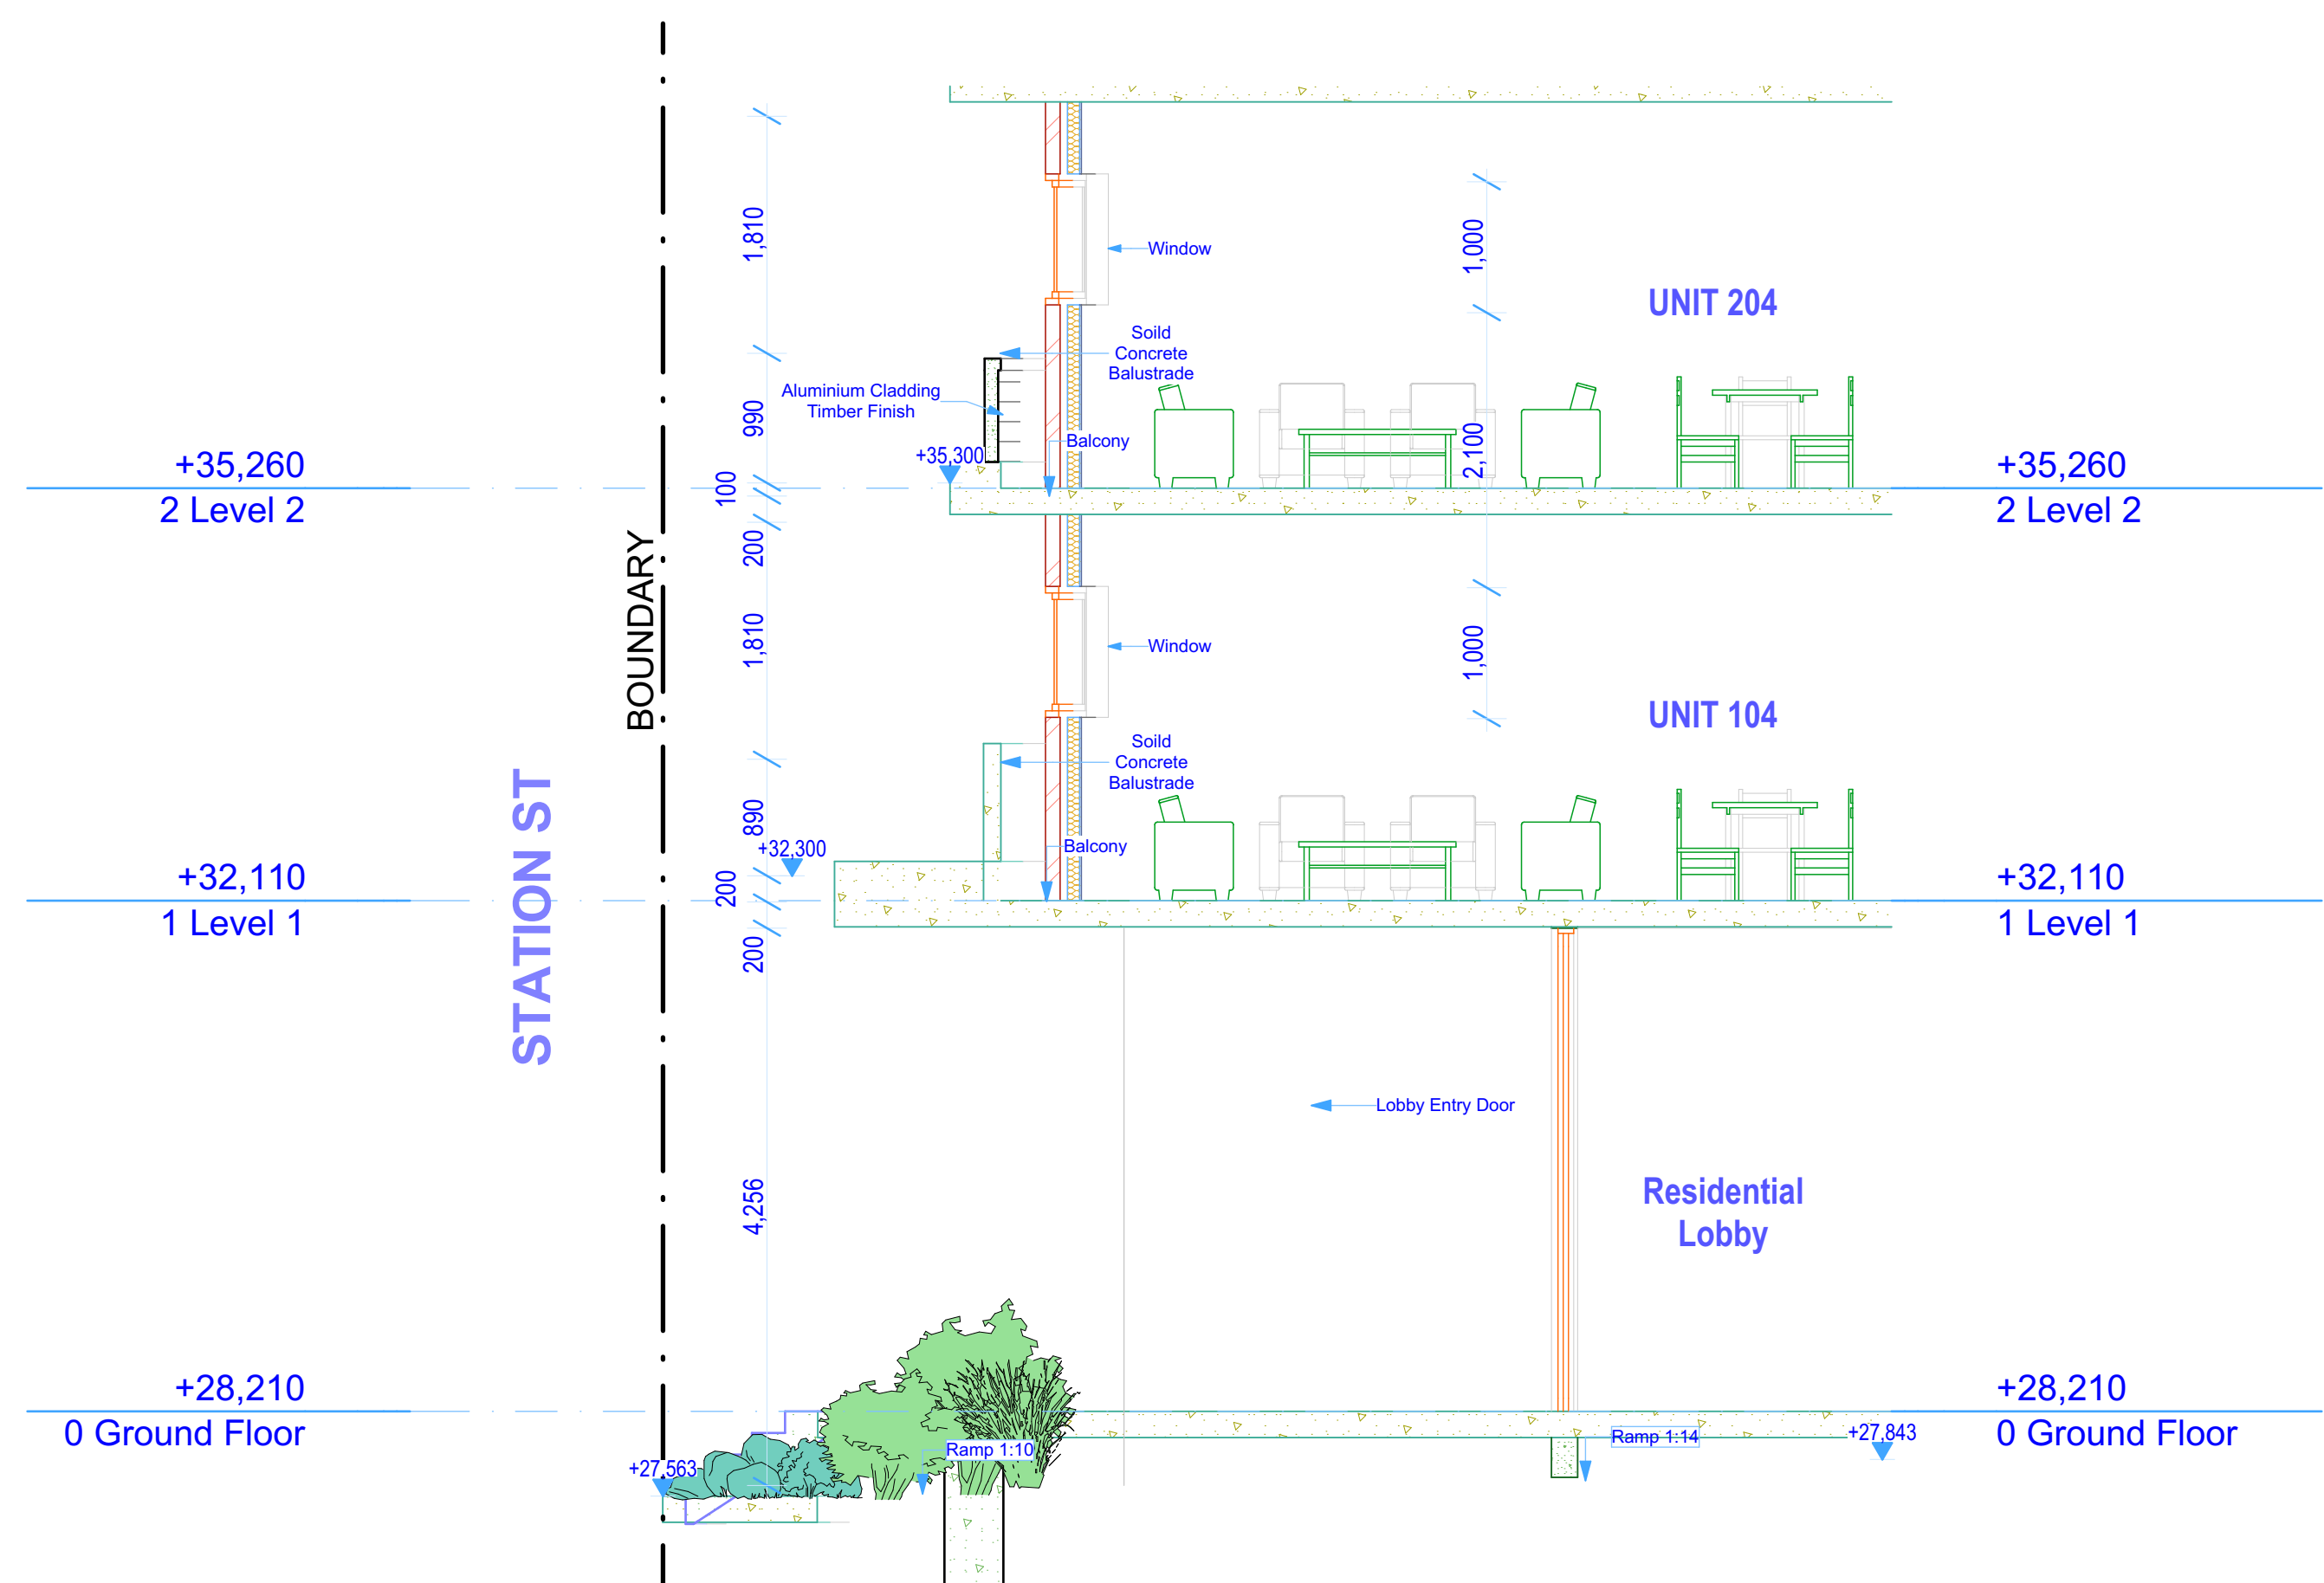 1,810
1,000
Window
UNIT 204
Soild
Concrete
Balustrade
Aluminium Cladding
Timber Finish
990
Balcony
2,100
+35,300
+35,260
2 Level 2
100
+35,260
2 Level 2
200
BOUNDARY
1,810
Window
1,000
UNIT 104
Soild
Concrete
Balustrade
STATION ST
890
+32,300
Balcony
+32,110
1 Level 1
200
+32,110
1 Level 1
200
Lobby Entry Door
4,256
Residential
Lobby
+28,210
0 Ground Floor
+28,210
0 Ground Floor
Ramp 1:10
Ramp 1:14
+27,843
+27,563